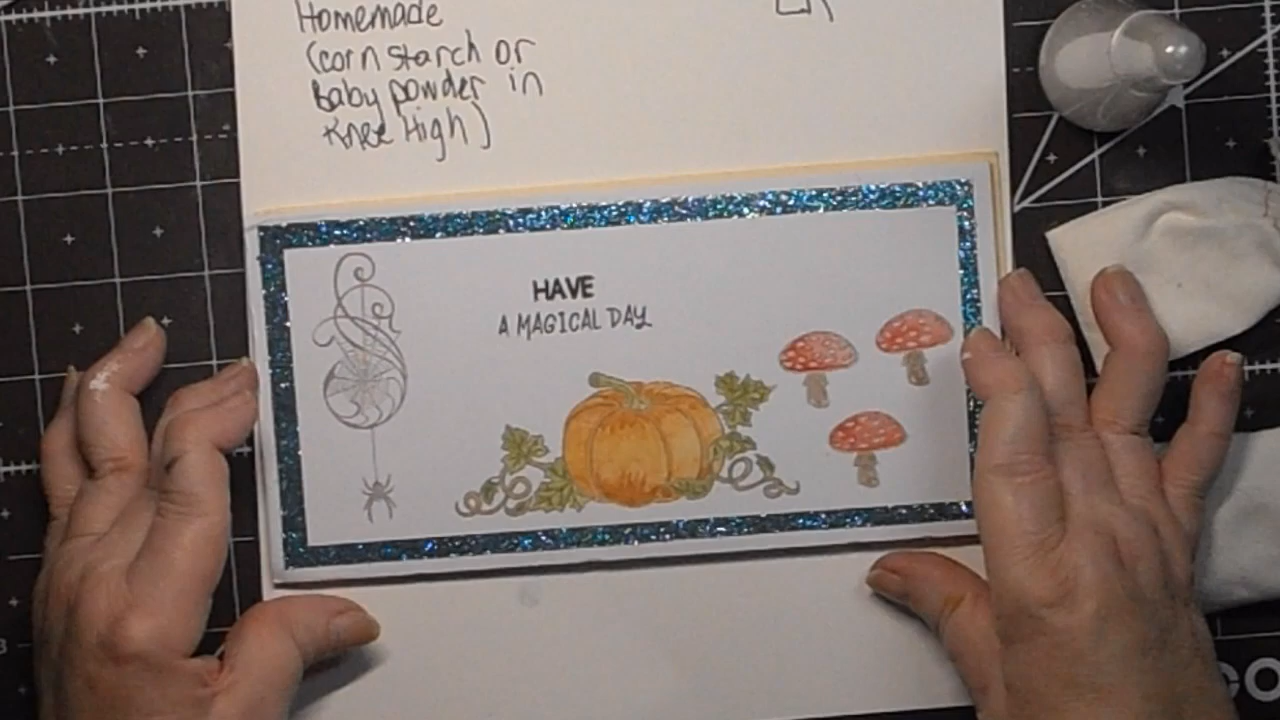 Homemade
(corn starch or
Baby powder in
Knee High)
HAVE
A MAGICAL DAY